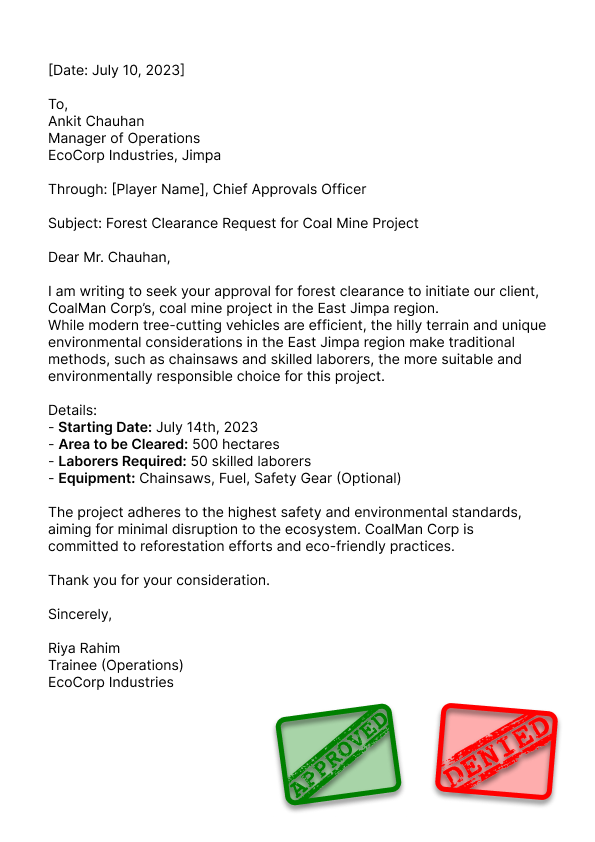 [Date: July 10, 2023]
To,
Ankit Chauhan
Manager of Operations
EcoCorp Industries, Jimpa
Through: [Player Name], Chief Approvals Officer
Subject: Forest Clearance Request for Coal Mine Project
Dear Mr. Chauhan,
I am writing to seek your approval for forest clearance to initiate our client,
CoalMan Corp’s, coal mine project in the East Jimpa region.
While modern tree-cutting vehicles are efficient, the hilly terrain and unique
environmental considerations in the East Jimpa region make traditional
methods, such as chainsaws and skilled laborers, the more suitable and
environmentally responsible choice for this project.
Details:
- Starting Date: July 14th, 2023
- Area to be Cleared: 500 hectares
- Laborers Required: 50 skilled laborers
- Equipment: Chainsaws, Fuel, Safety Gear (Optional)
The project adheres to the highest safety and environmental standards,
aiming for minimal disruption to the ecosystem. CoalMan Corp is
committed to reforestation efforts and eco-friendly practices.
Thank you for your consideration.
Sincerely,
Riya Rahim
Trainee (Operations)
EcoCorp Industries
APPROVED
DENIED